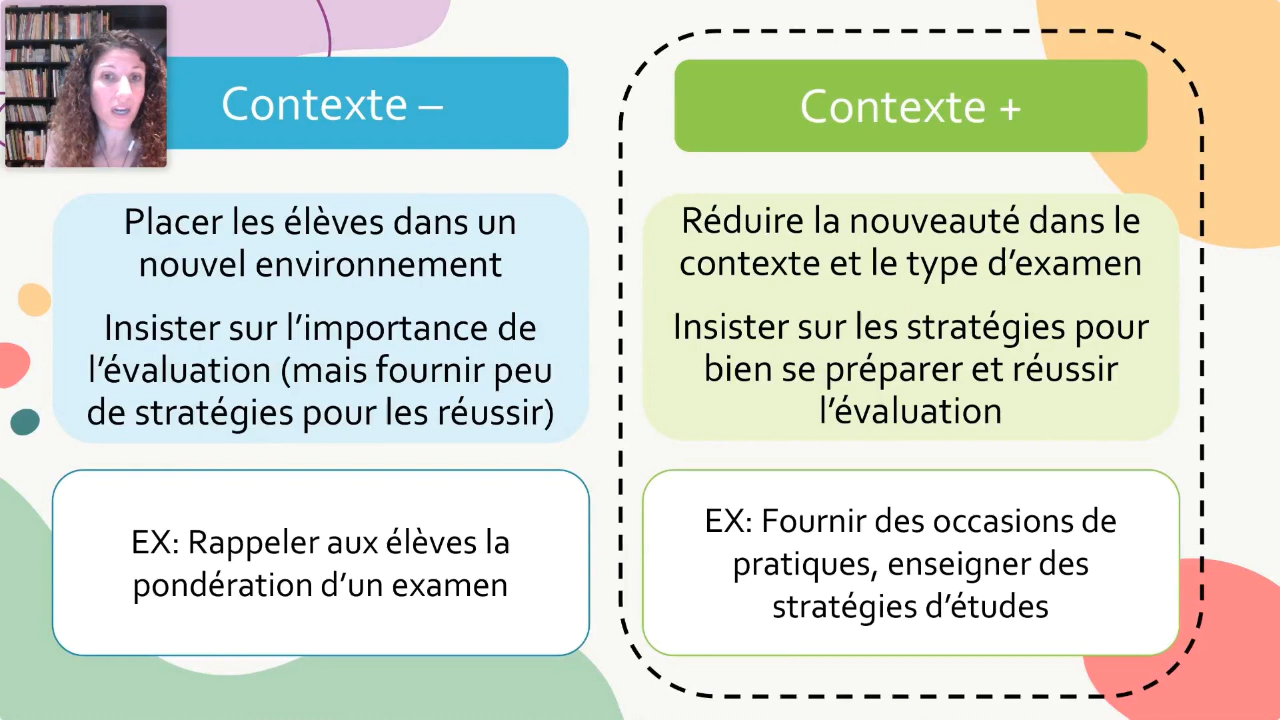 Contexte –
Placer les élèves dans un
nouvel environnement
Insister sur l’importance de
l’évaluation (mais fournir peu
de stratégies pour les réussir)
EX: Rappeler aux élèves la
pondération d’un examen
Contexte +
Réduire la nouveauté dans le
contexte et le type d’examen
Insister sur les stratégies pour
bien se préparer et réussir
l’évaluation
EX: Fournir des occasions de
pratiques, enseigner des
stratégies d’études